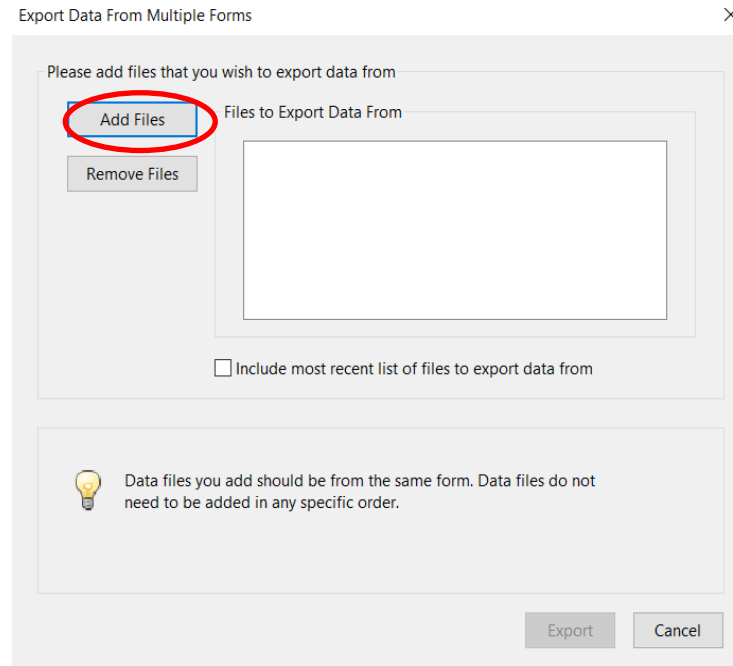 Export Data From Multiple Forms
Please add files that you wish to export data from
Add Files
Files to Export Data From
Remove Files
Include most recent list of files to export data from
Data files you add should be from the same form. Data files do not
need to be added in any specific order.
Export
Cancel